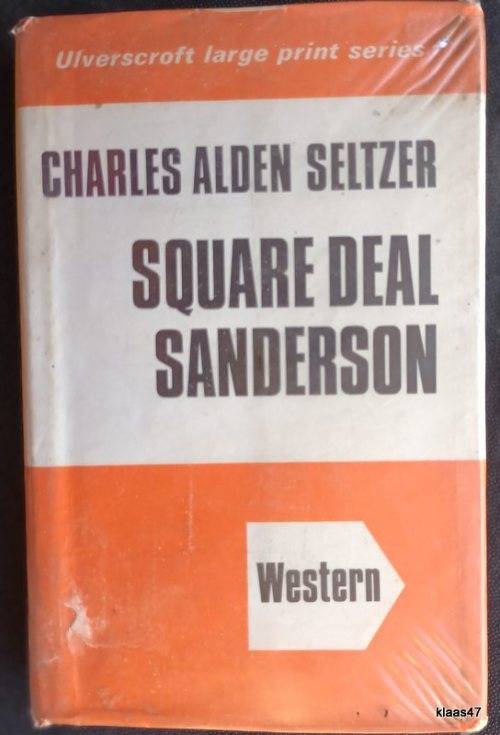 Ulverscroft large print series
CHARLES ALDEN SELTZER
SQUARE DEAL
SANDERSON
Western
klaas47